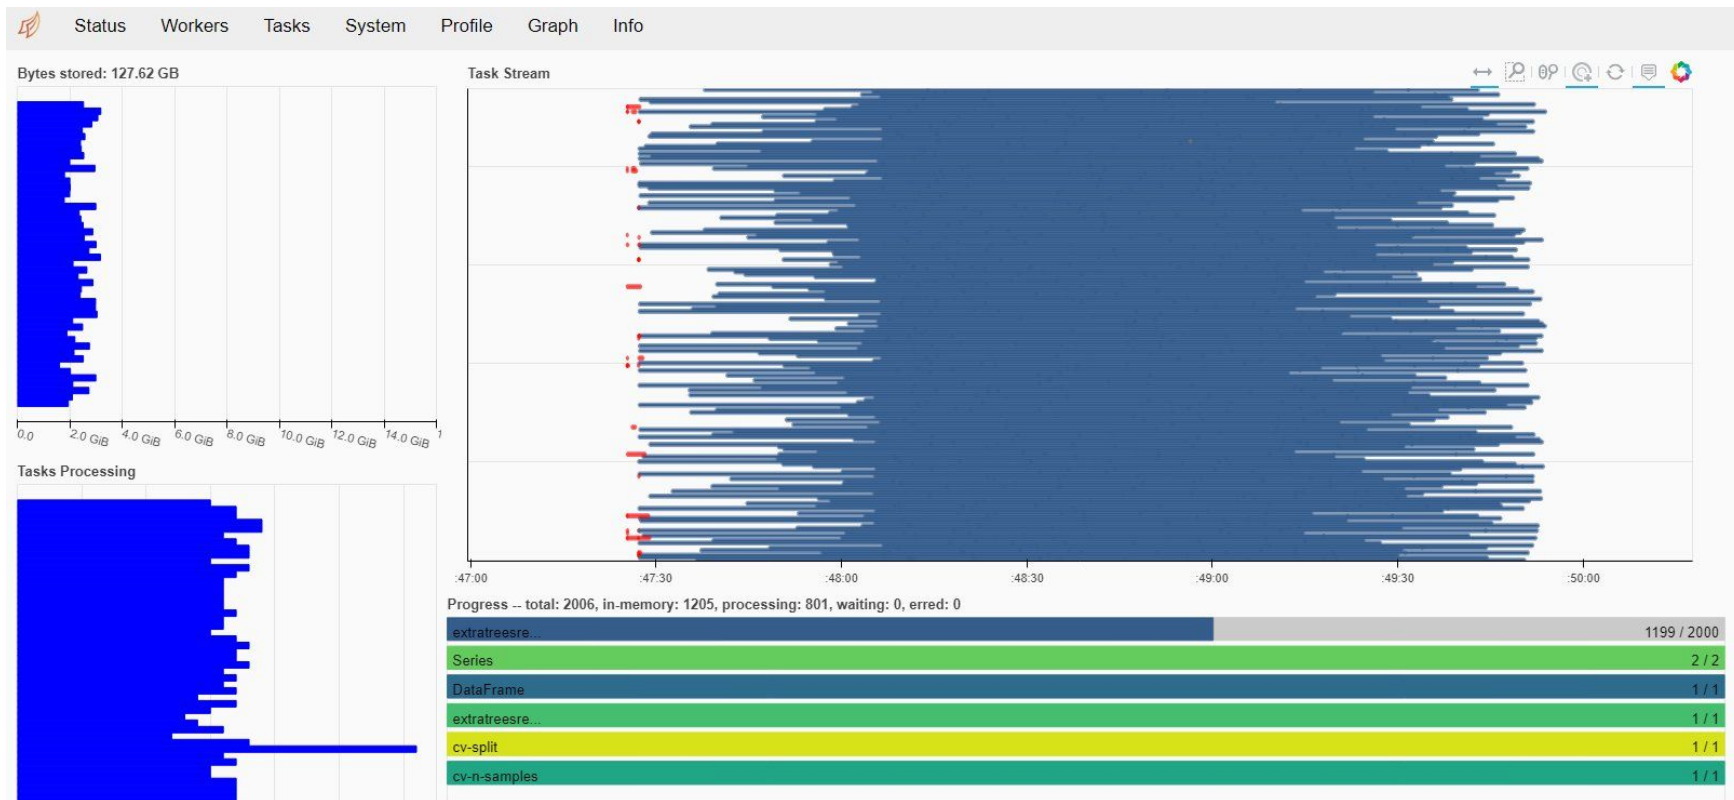 Status Workers Tasks System Profile Graph Info
Bytes stored: 127.62 GB
0.0 2.0 GiB 4.0 GiB 6.0 GiB 8.0 GiB 10.0 GiB 12.0 GiB 14.0 GiB 1
Tasks Processing
Task Stream
:47:00 :47:30 :48:00 :48:30 :49:00 :49:30 :50:00
Progress -- total: 2006, in-memory: 1205, processing: 801, waiting: 0, erred: 0
extratreesre... 1199 / 2000
Series 2 / 2
DataFrame 1 / 1
extratreesre... 1 / 1
cv-split 1 / 1
cv-n-samples 1 / 1